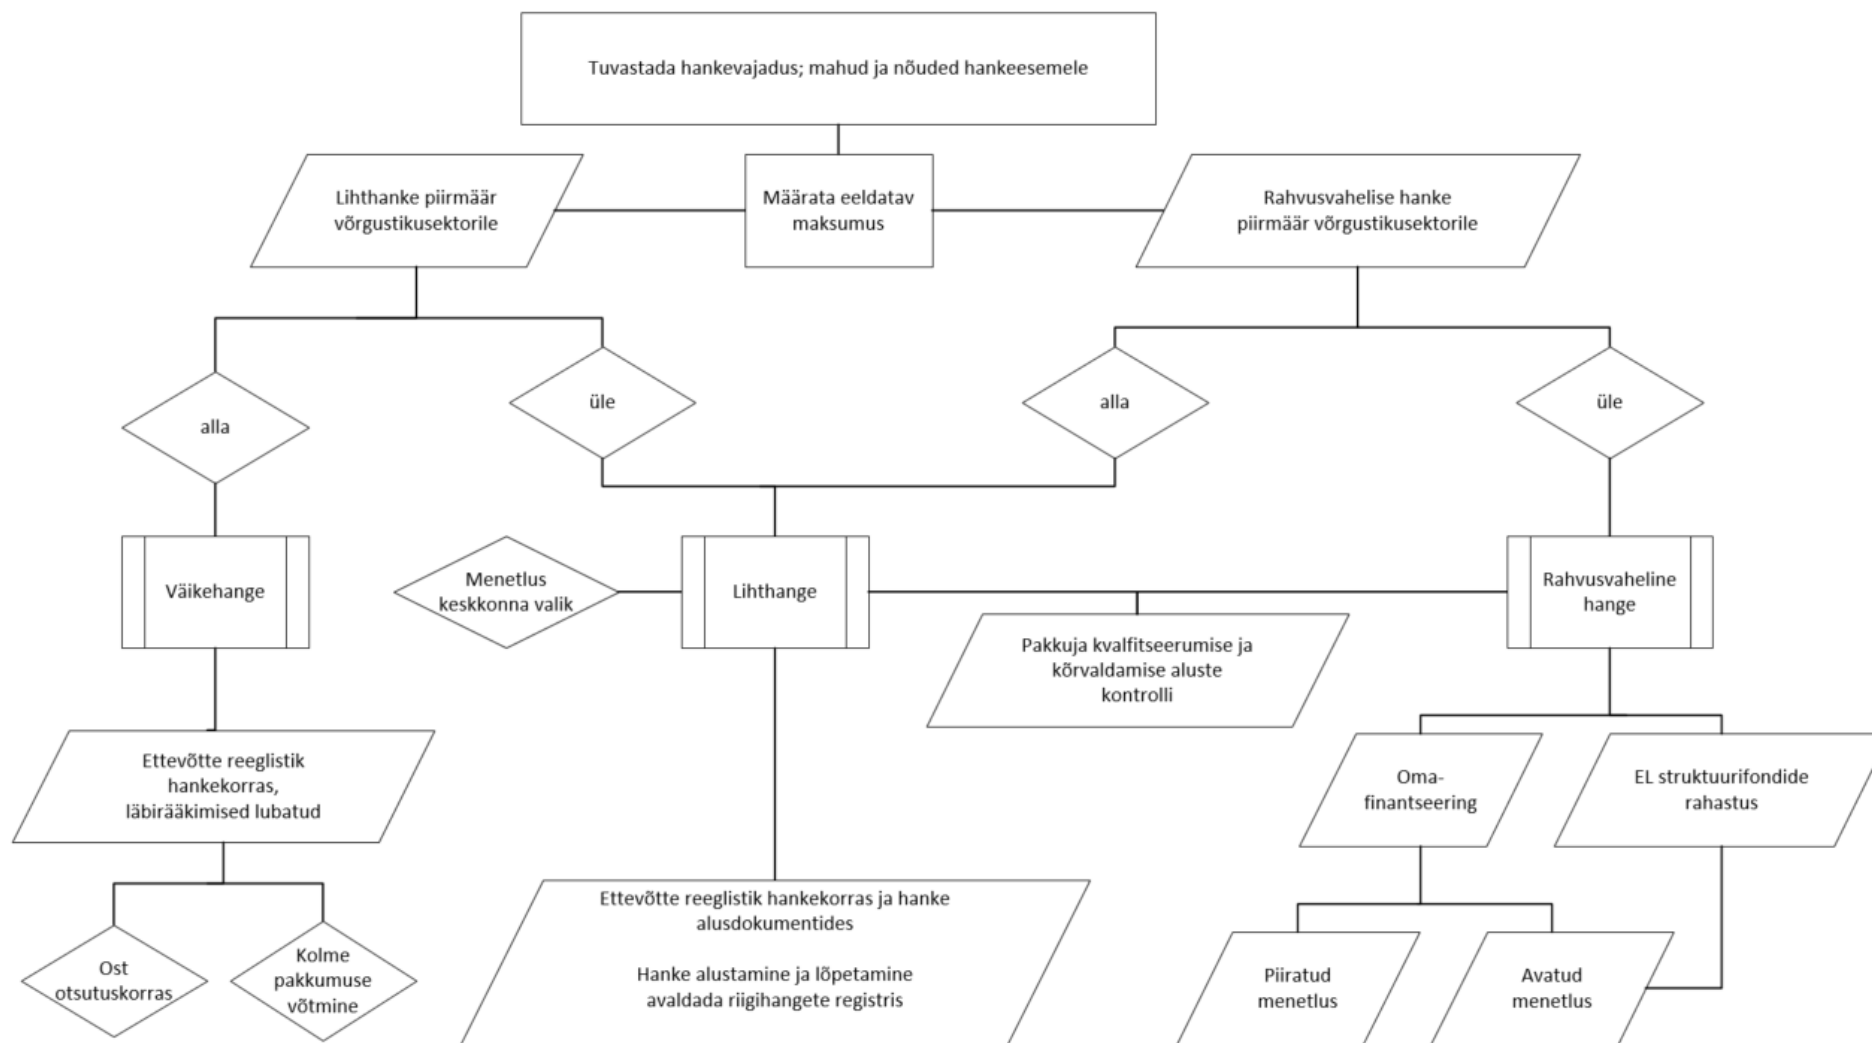 Tuvastada hankevajadus; mahud ja nõuded hankeesemele
Lihthanke piirmäär
võrgustikusektorile
Määrata eeldatav
maksumus
Rahvusvahelise hanke
piirmäär võrgustikusektorile
alla
üle
alla
üle
Väikehange
Menetlus
keskkonna valik
Lihthange
Rahvusvaheline
hange
Pakkuja kvalfitseerumise ja
kõrvaldamise aluste
kontrolli
Ettevõtte reeglistik
hankekorras,
läbirääkimised lubatud
Oma-
finantseering
EL struktuurifondide
rahastus
Ost
otsutuskorras
Kolme
pakkumuse
võtmine
Ettevõtte reeglistik hankekorras ja hanke
alusdokumentides
Hanke alustamine ja lõpetamine
avaldada riigihangete registris
Piiratud
menetlus
Avatud
menetlus